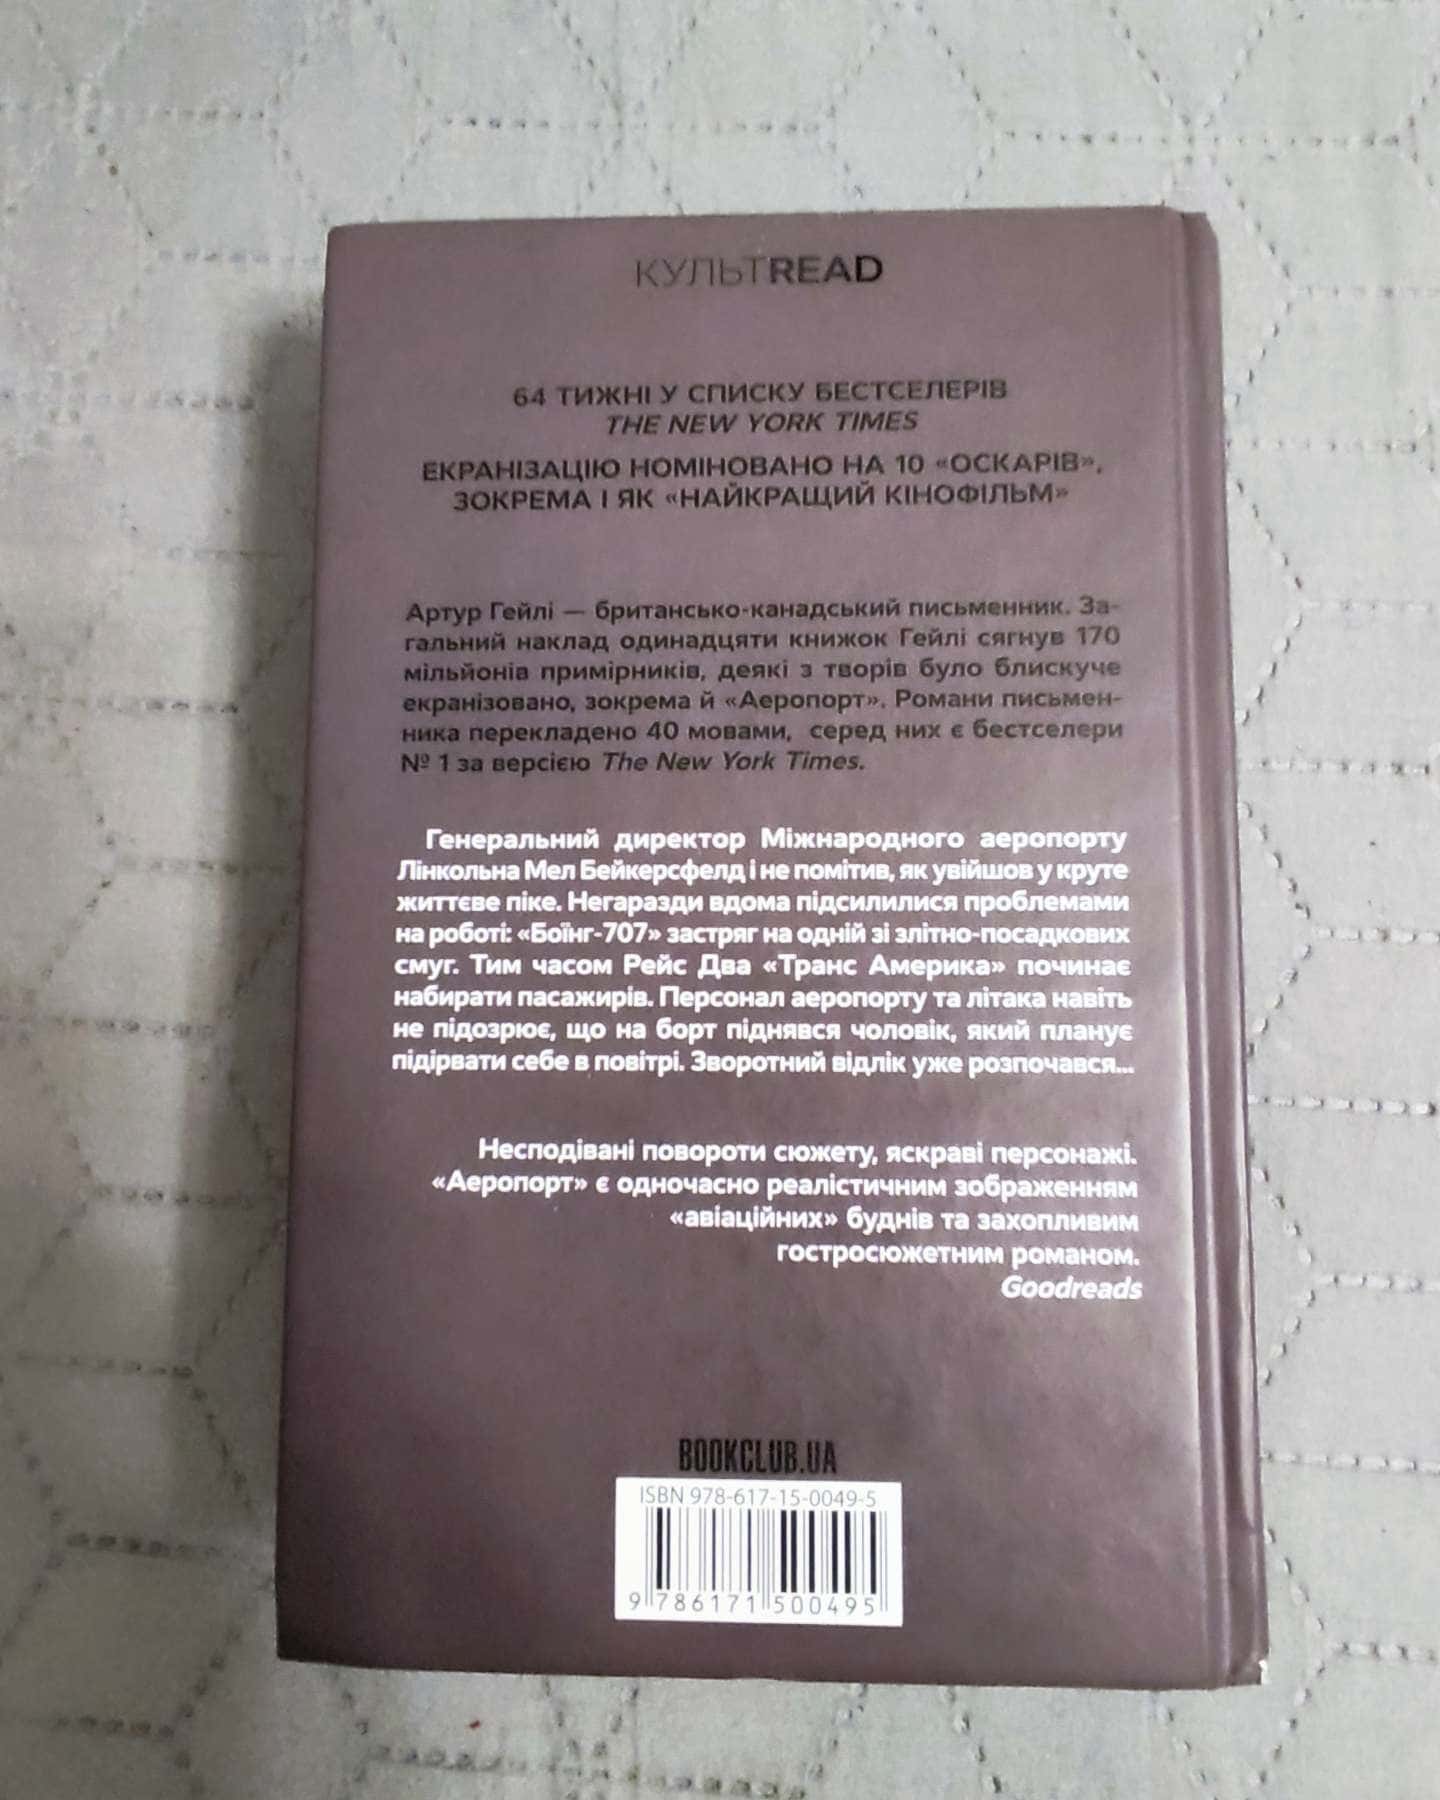 КУЛЬТREAD
64 ТИЖНІ У СПИСКУ БЕСТСЕЛЕРІВ
THE NEW YORK TIMES
ЕКРАНІЗАЦІЮ НОМІНОВАНО НА 10 «ОСКАРІВ»,
ЗОКРЕМА І ЯК «НАЙКРАЩИЙ КІНОФІЛЬМ»
Артур Гейлі — британсько-канадський письменник. За-
гальний наклад одинадцяти книжок Гейлі сягнув 170
мільйонів примірників, деякі з творів було блискуче
екранізовано, зокрема й «Аеропорт». Романи письмен-
ника перекладено 40 мовами, серед них є бестселери
№ 1 за версією The New York Times.
Генеральний директор Міжнародного аеропорту
Лінкольна Мел Бейкерсфелд і не помітив, як увійшов у круте
життєве піке. Негаразди вдома підсилилися проблемами
на роботі: «Боїнг-707» застряг на одній зі злітно-посадкових
смуг. Тим часом Рейс Два «Транс Америка» починає
набирати пасажирів. Персонал аеропорту та літака навіть
не підозрює, що на борт піднявся чоловік, який планує
підірвати себе в повітрі. Зворотний відлік уже розпочався...
Несподівані повороти сюжету, яскраві персонажі.
«Аеропорт» є одночасно реалістичним зображенням
«авіаційних» буднів та захопливим
гостросюжетним романом.
Goodreads
BOOKCLUB.UA
ISBN 978-617-15-0049-5
9 786171 500495